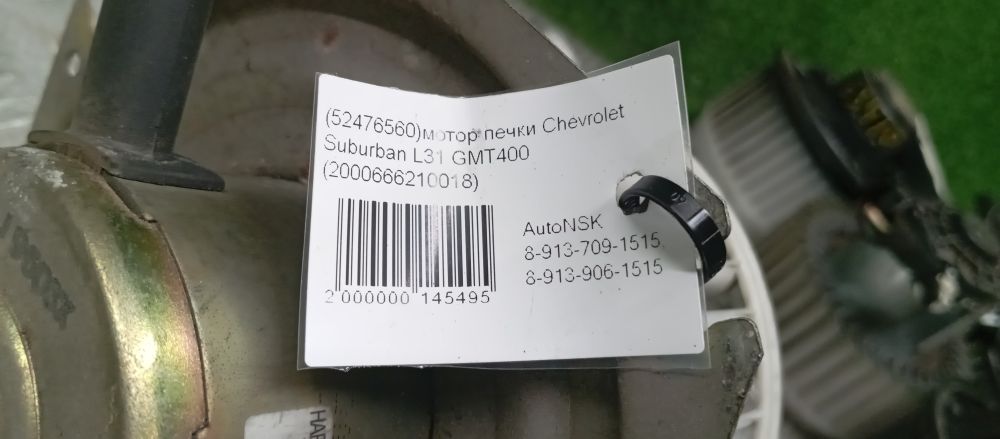 (52476560)мотор печки Chevrolet
Suburban L31 GMT400
(2000666210018)
AutoNSK
8-913-709-1515
8-913-906-1515
2 000000 145495